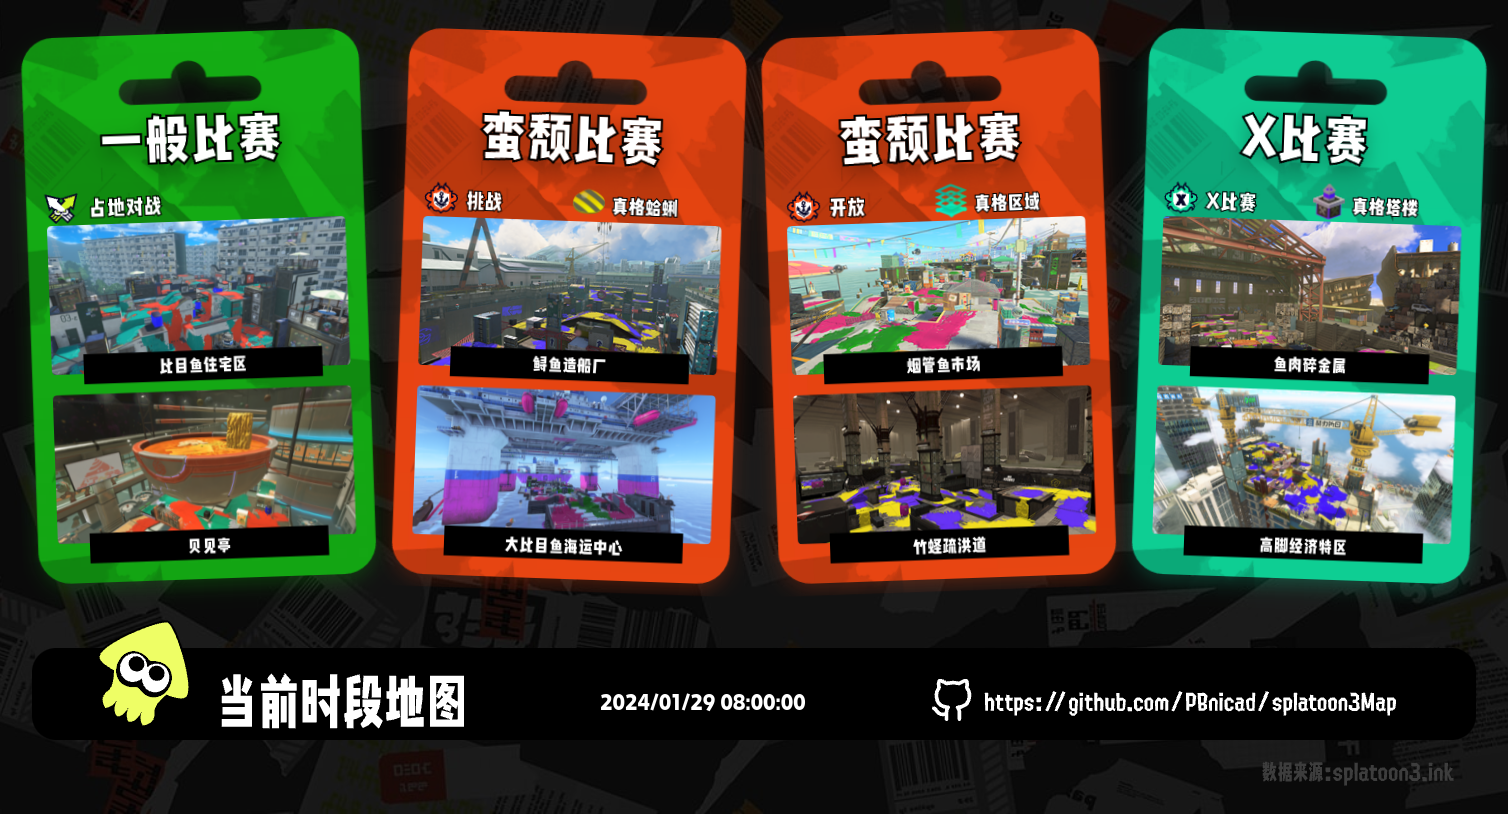 一般比赛
占地对战
比目鱼住宅区
贝见亭
蛮颓比赛
挑战
真格蛤蜊
鲟鱼造船厂
大比目鱼海运中心
蛮颓比赛
开放
真格区域
烟管鱼市场
竹蛏疏洪道
X比赛
X比赛
真格塔楼
鱼肉碎金属
高脚经济特区
当前时段地图
2024/01/29 08:00:00
https://github.com/PBnicad/splatoon3Map
数据来源:splatoon3.ink